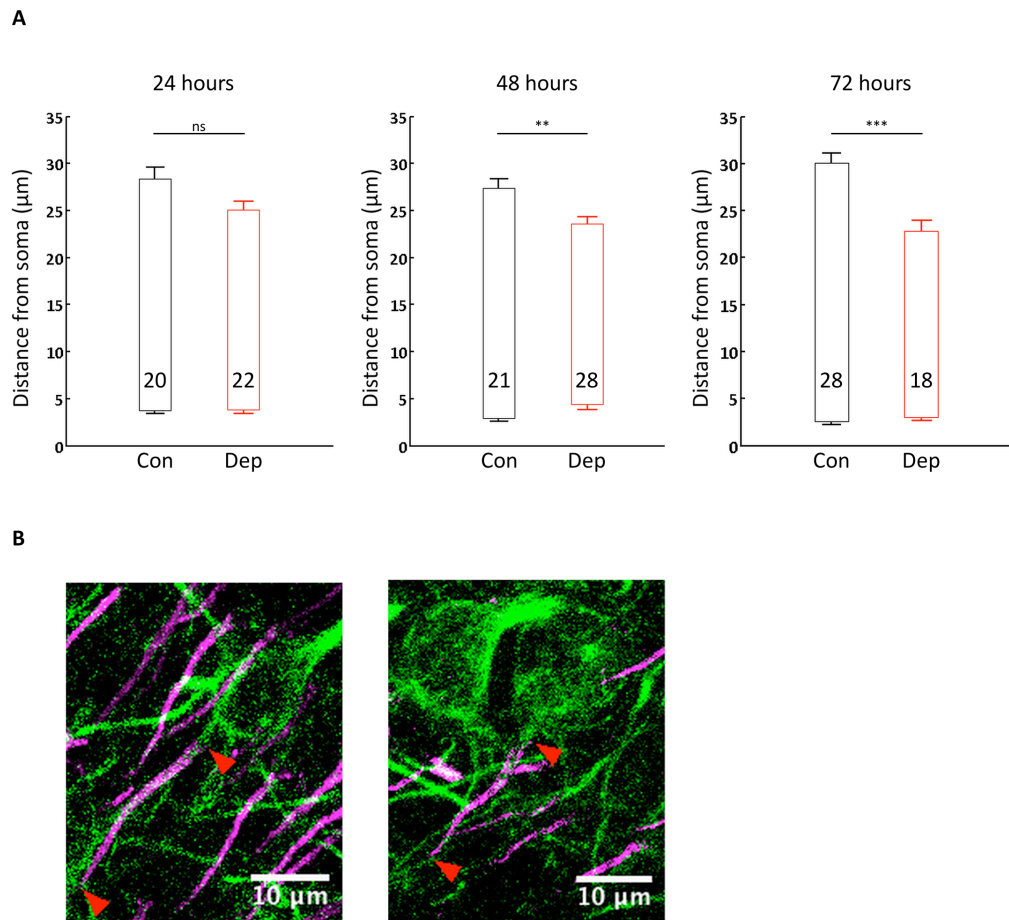 A
24 hours
48 hours
72 hours
Distance from soma (µm)
35
30
25
20
15
10
5
0
ns
20
22
Con
Dep
Distance from soma (µm)
35
30
25
20
15
10
5
0
**
21
28
Con
Dep
Distance from soma (µm)
35
30
25
20
15
10
5
0
***
28
18
Con
Dep
B
10 µm
10 µm